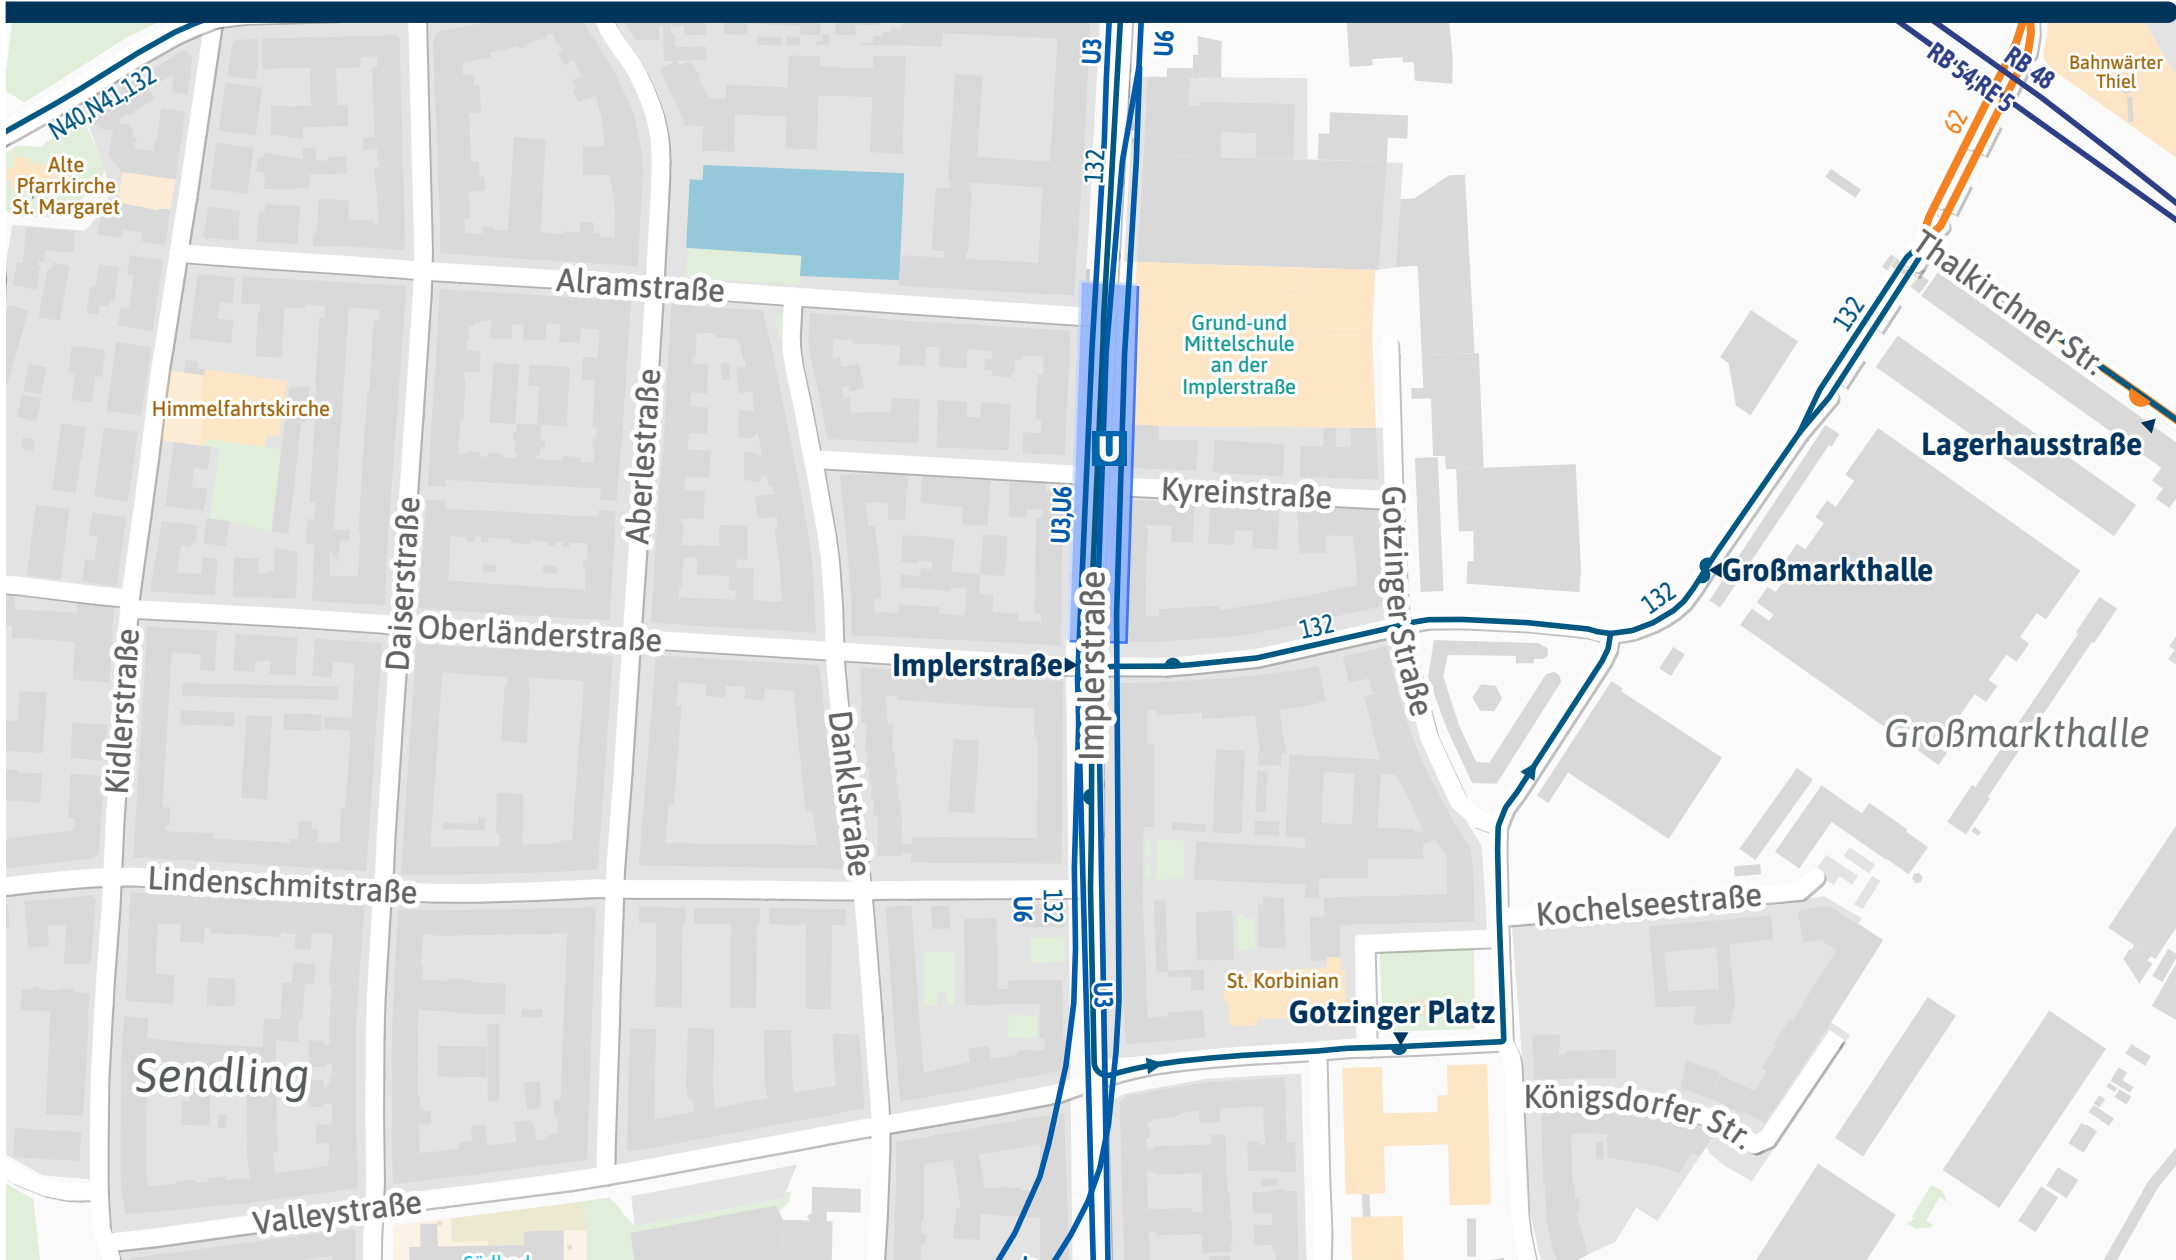 U3
U6
RB 54,RE 5
RB 48
Bahnwärter
Thiel
N40,N41,132
62
132
Alte
Pfarrkirche
St. Margaret
Thalkirchner Str.
Alramstraße
132
Grund-und
Mittelschule
an der
Implerstraße
Himmelfahrtskirche
Aberlestraße
U
Lagerhausstraße
Kyreinstraße
U3,U6
Gotzinger Straße
Daiserstraße
Großmarkthalle
132
132
Oberländerstraße
Implerstraße
Implerstraße
Kidlerstraße
Danklstraße
Großmarkthalle
Lindenschmitstraße
U6
132
Kochelseestraße
U3
St. Korbinian
Gotzinger Platz
Sendling
Königsdorfer Str.
Valleystraße